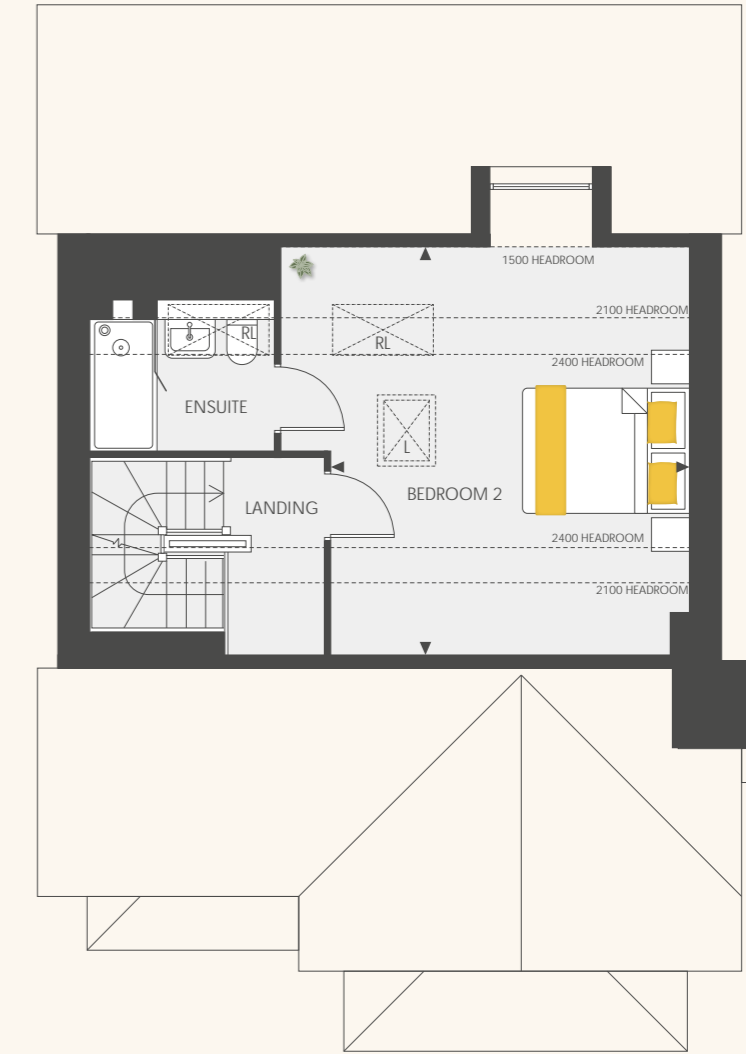 1500 HEADROOM
2100 HEADROOM
RL
RL
2400 HEADROOM
ENSUITE
L
BEDROOM 2
LANDING
2400 HEADROOM
2100 HEADROOM